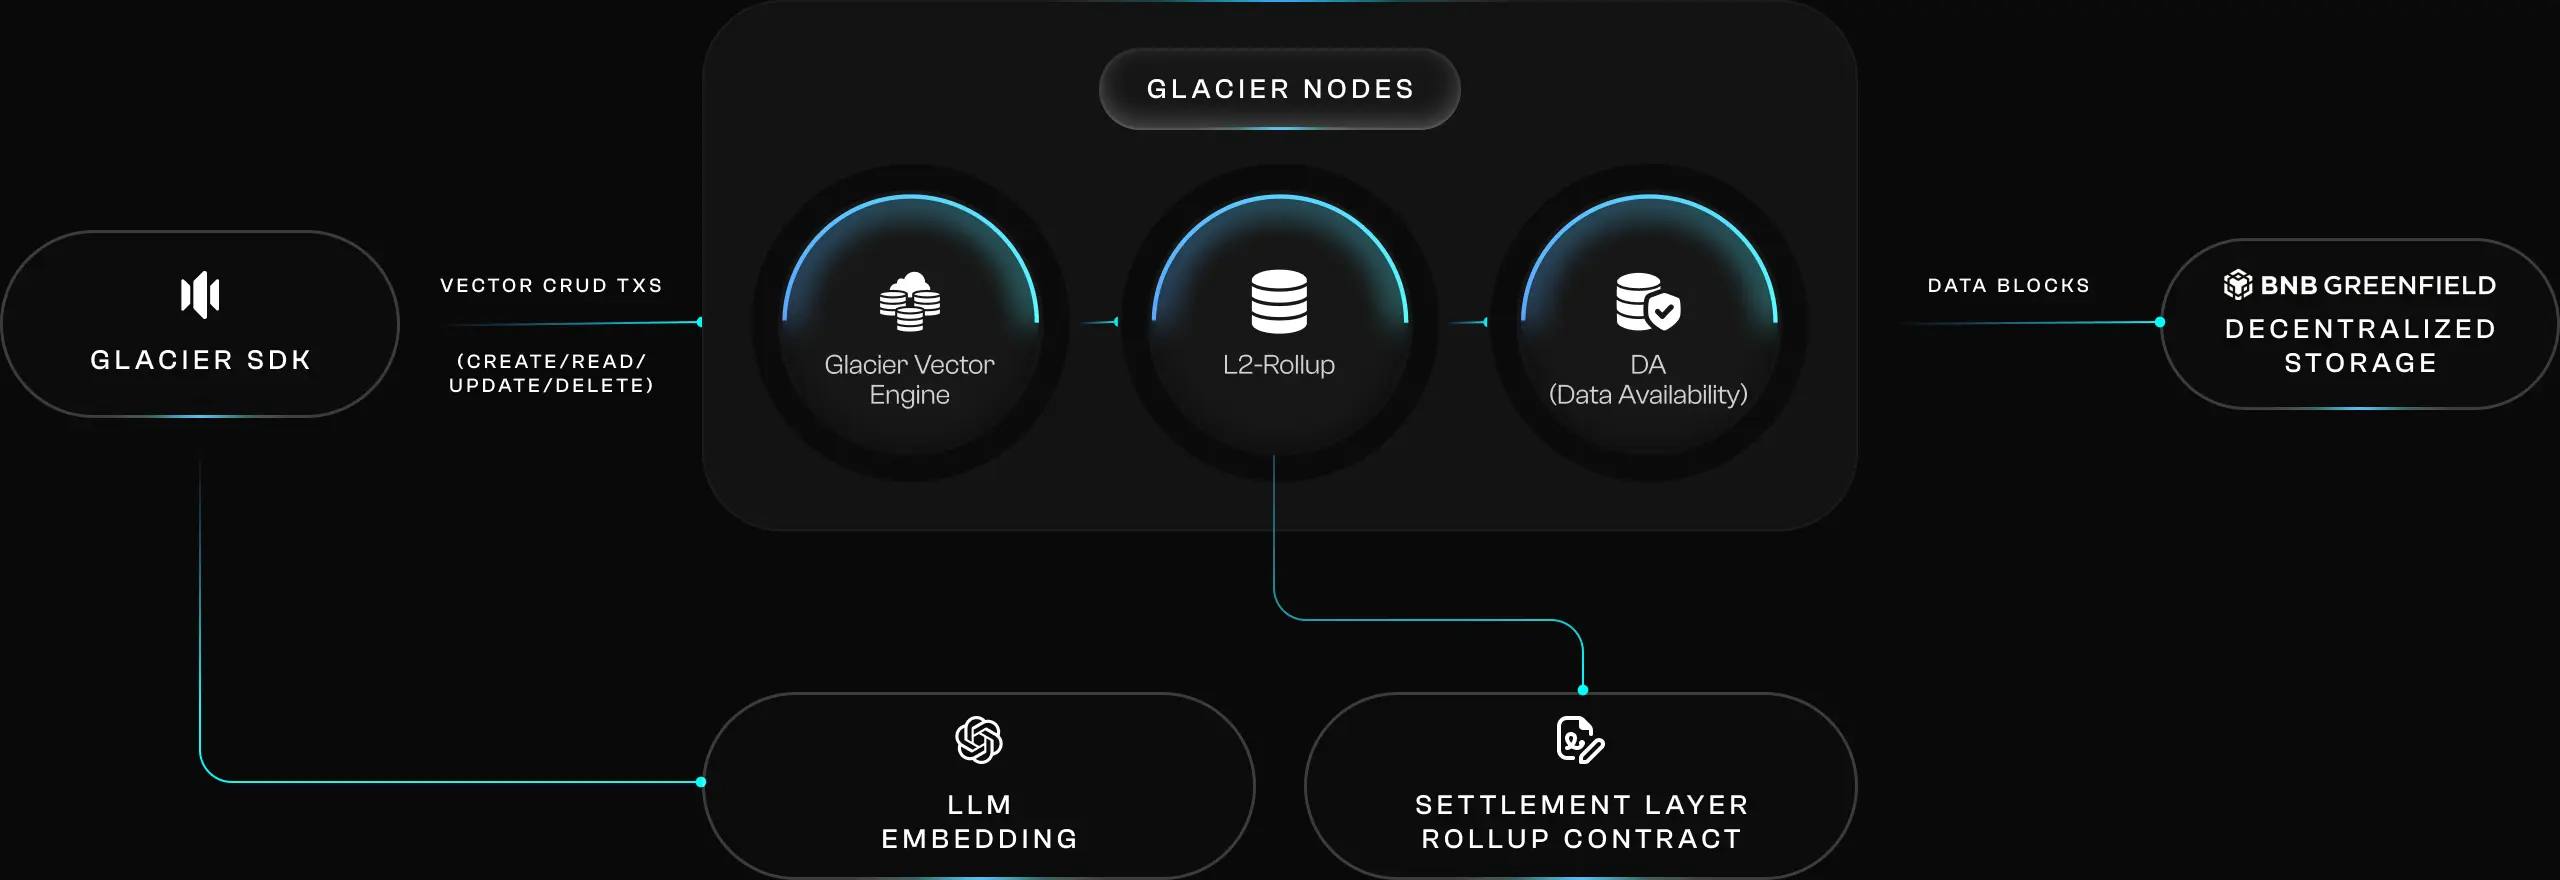 GLACIER NODES
GLACIER SDK
VECTOR CRUD TXS
(CREATE/READ/
UPDATE/DELETE)
Glacier Vector
Engine
L2-Rollup
DA
(Data Availability)
DATA BLOCKS
BNB GREENFIELD
DECENTRALIZED
STORAGE
LLM
EMBEDDING
SETTLEMENT LAYER
ROLLUP CONTRACT